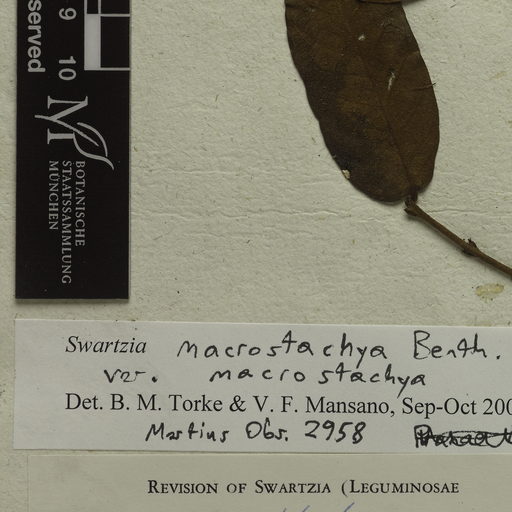 served
9 10
M
BOTANISCHE
STAATSSAMMLUNG
MÜNCHEN
Swartzia macrostachya Benth.
var. macrostachya
Det. B. M. Torke & V. F. Mansano, Sep-Oct 200
Martius Obs. 2958
REVISION OF SWARTZIA (LEGUMINOSAE